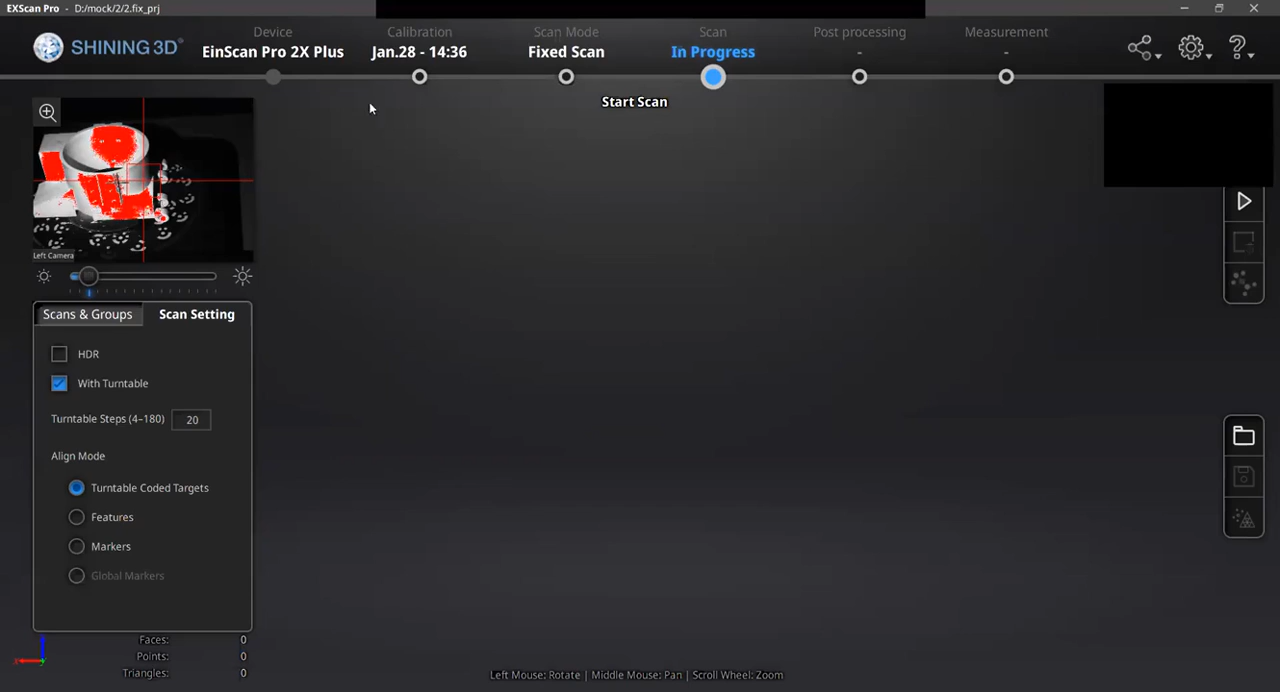 EXScan Pro - D:/mock/2/2.fix_prj
SHINING 3D®
Device
EinScan Pro 2X Plus
Calibration
Jan.28 - 14:36
Scan Mode
Fixed Scan
Scan
In Progress
Post processing
-
Measurement
-
Start Scan
Left Camera
Scans & Groups
Scan Setting
HDR
With Turntable
Turntable Steps (4-180) 20
Align Mode
Turntable Coded Targets
Features
Markers
Global Markers
Faces: 0
Points: 0
Triangles: 0
X
Y
Left Mouse: Rotate | Middle Mouse: Pan | Scroll Wheel: Zoom